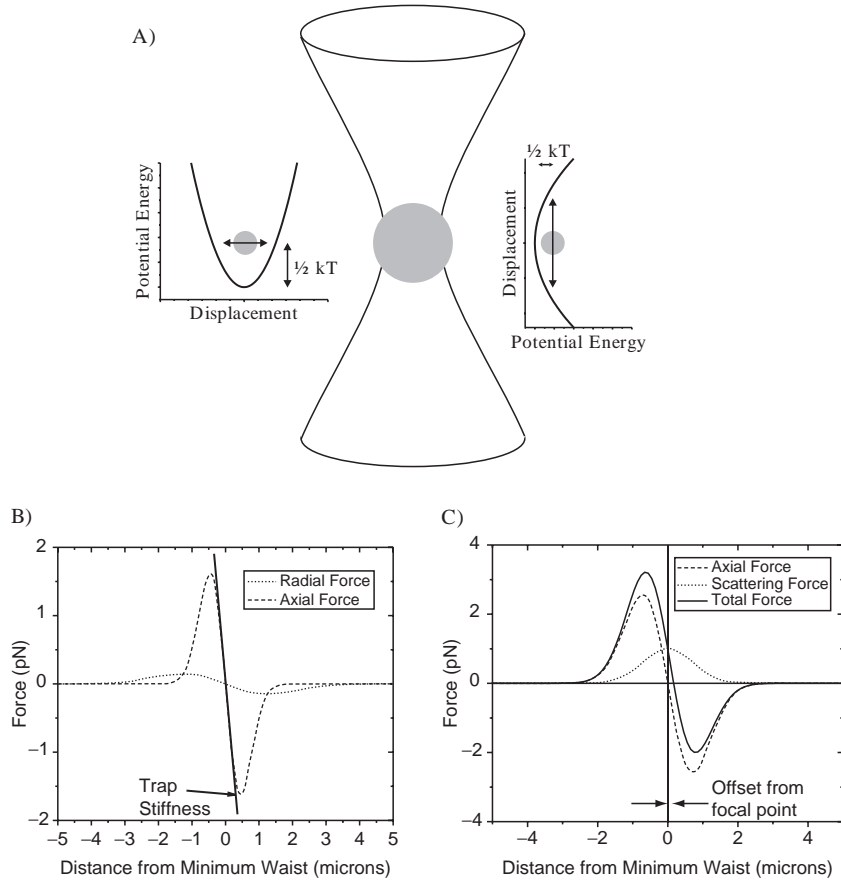 A)
Potential Energy
½ kT
Displacement
½ kT
Displacement
Potential Energy
B)
2
1
0
−1
−2
Force (pN)
Radial Force
Axial Force
Trap
Stiffness
−5 −4 −3 −2 −1 0 1 2 3 4 5
Distance from Minimum Waist (microns)
C)
4
2
0
−2
−4
Force (pN)
Axial Force
Scattering Force
Total Force
Offset from
focal point
−4 −2 0 2 4
Distance from Minimum Waist (microns)